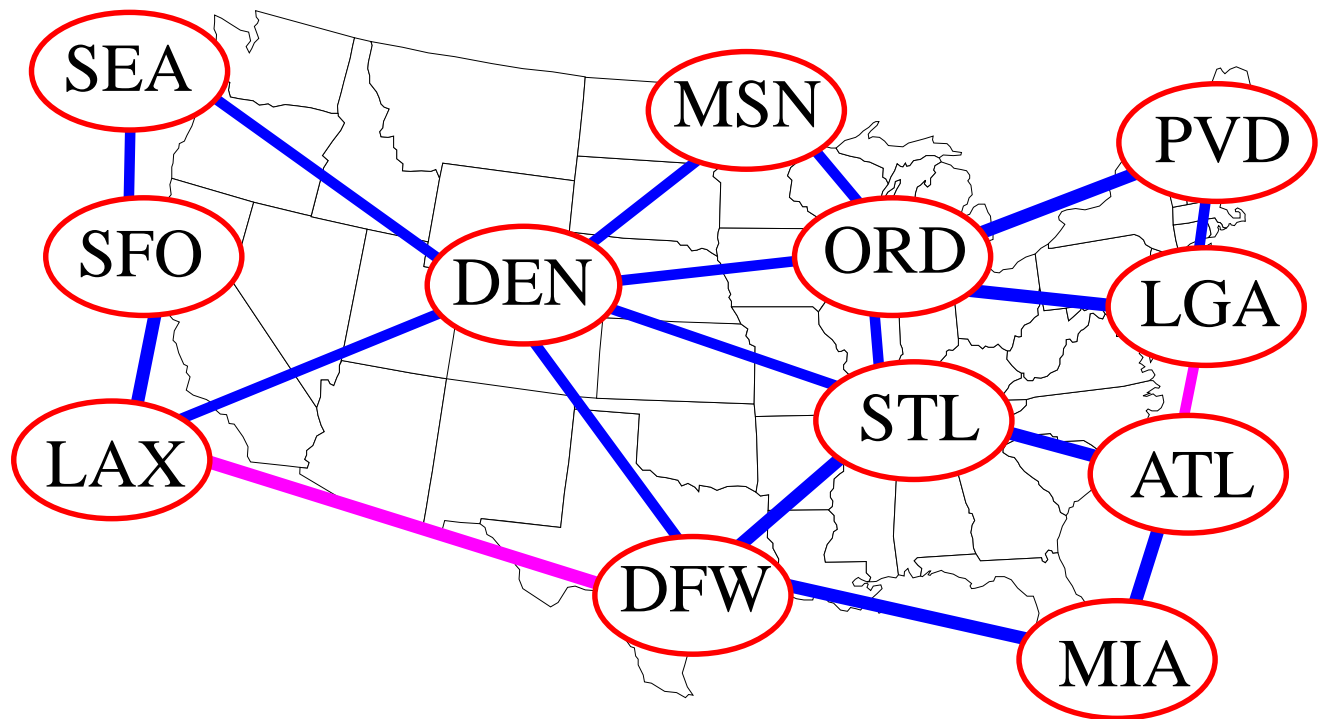 SEA
MSN
PVD
SFO
DEN
ORD
LGA
LAX
STL
ATL
DFW
MIA